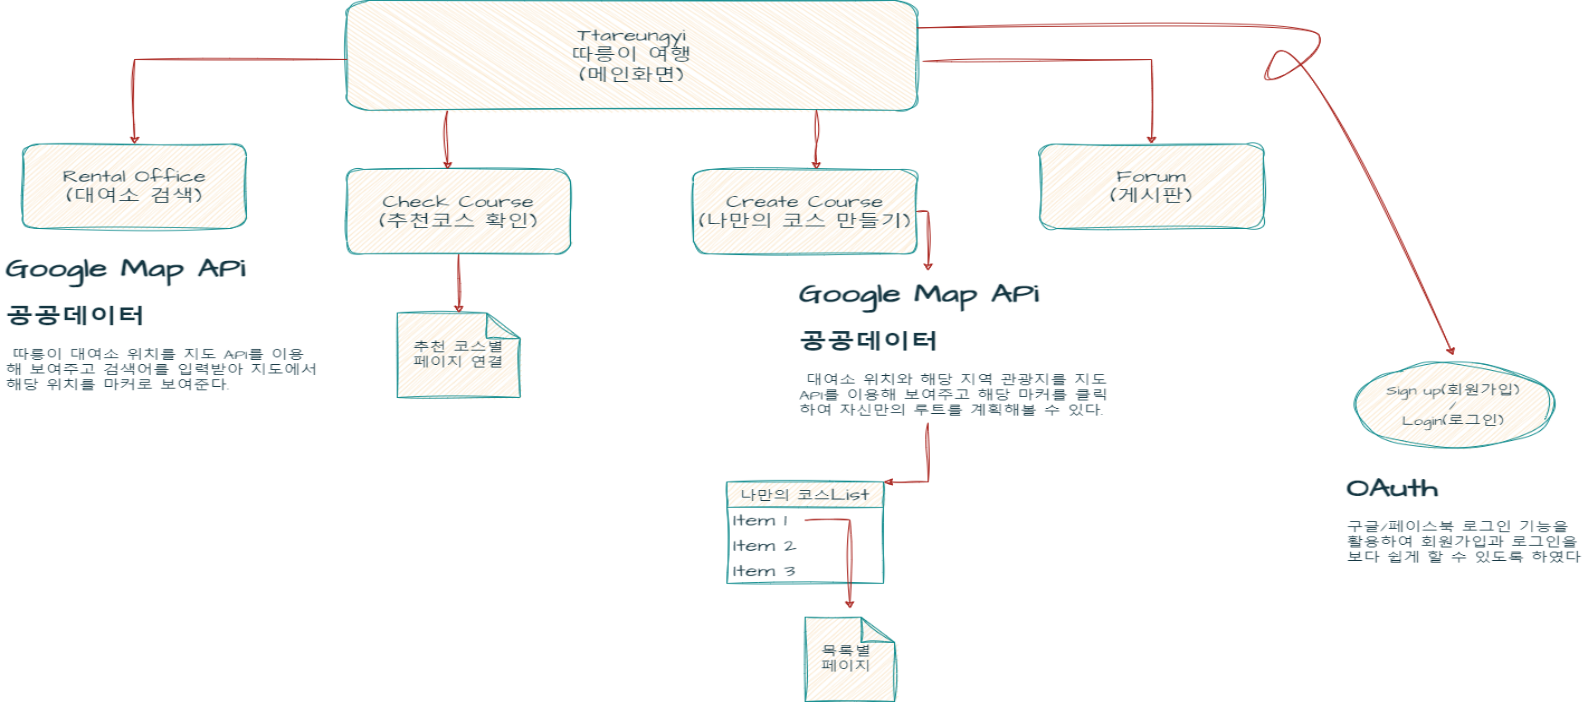 Ttareungyi
따릉이 여행
(메인화면)
Rental Office
(대여소 검색)
Check Course
(추천코스 확인)
Create Course
(나만의 코스 만들기)
Forum
(게시판)
Google Map APi
공공데이터
따릉이 대여소 위치를 지도 API를 이용
해 보여주고 검색어를 입력받아 지도에서
해당 위치를 마커로 보여준다.
추천 코스별
페이지 연결
Google Map APi
공공데이터
대여소 위치와 해당 지역 관광지를 지도
API를 이용해 보여주고 해당 마커를 클릭
하여 자신만의 루트를 계획해볼 수 있다.
나만의 코스List
Item 1
Item 2
Item 3
목록별
페이지
Sign up(회원가입)
/
Login(로그인)
OAuth
구글/페이스북 로그인 기능을
활용하여 회원가입과 로그인을
보다 쉽게 할 수 있도록 하였다